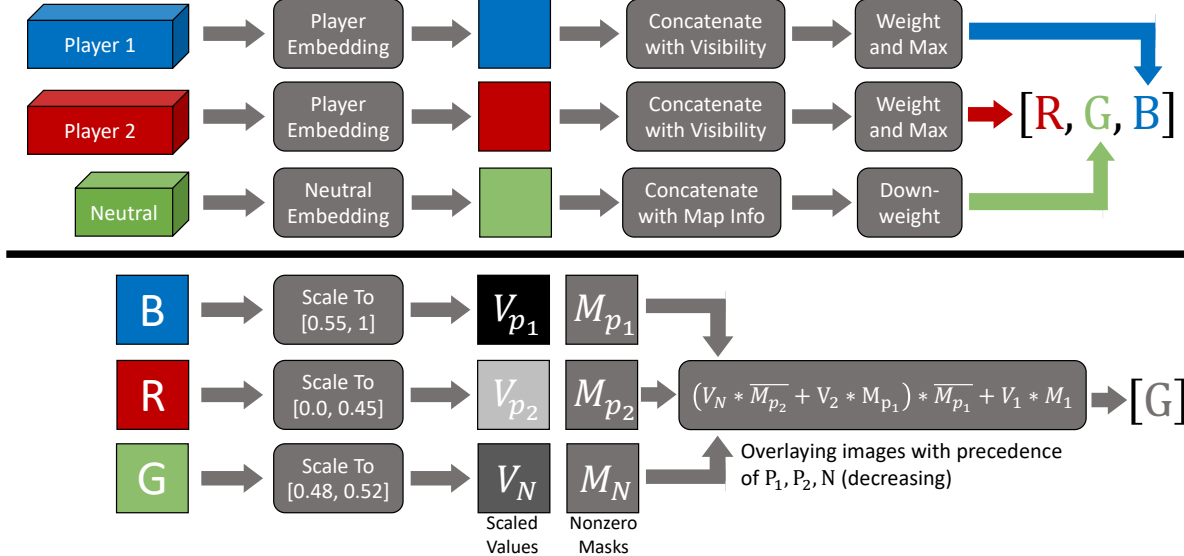 Player 1
Player
Embedding
Concatenate
with Visibility
Weight
and Max
Player 2
Player
Embedding
Concatenate
with Visibility
Weight
and Max
[R, G, B]
Neutral
Neutral
Embedding
Concatenate
with Map Info
Down-
weight
B
Scale To
[0.55, 1]
V_{p_1}
M_{p_1}
R
Scale To
[0.0, 0.45]
V_{p_2}
M_{p_2}
(V_N * \overline{M_{p_2}} + V_2 * M_{p_1}) * \overline{M_{p_1}} + V_1 * M_1
[G]
G
Scale To
[0.48, 0.52]
V_N
M_N
Overlaying images with precedence
of P_1, P_2, N (decreasing)
Scaled
Values
Nonzero
Masks